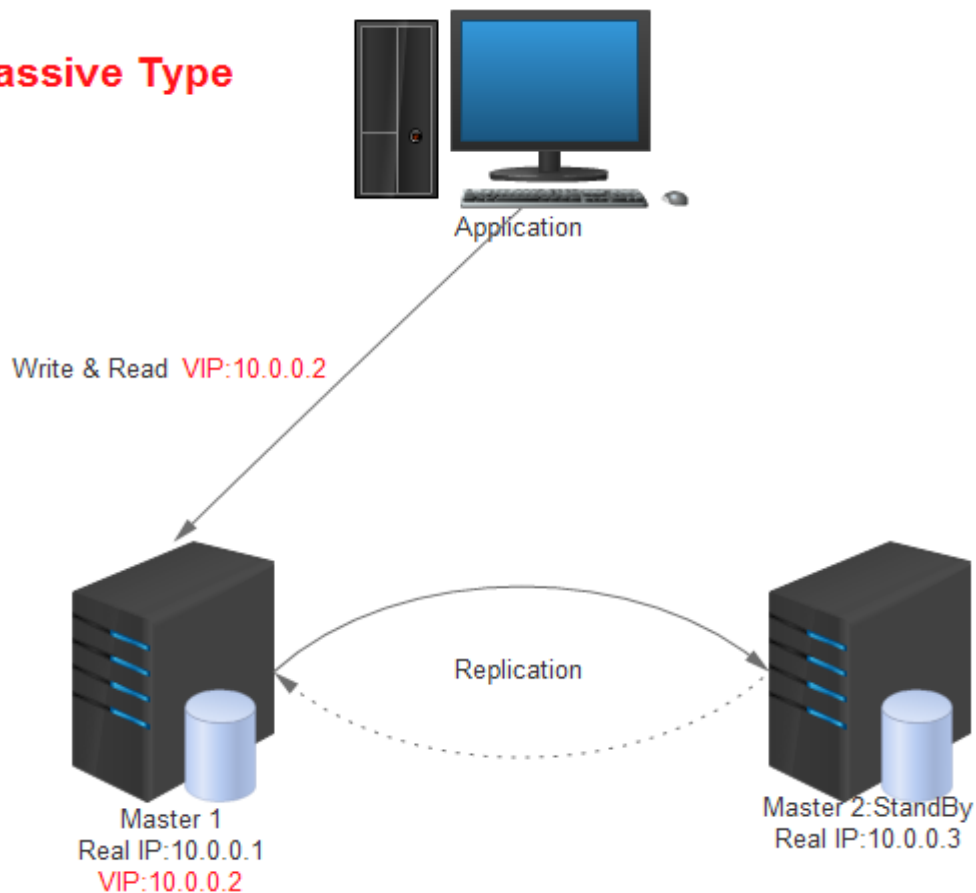 assive Type
Application
Write & Read VIP:10.0.0.2
Replication
Master 1
Real IP:10.0.0.1
VIP:10.0.0.2
Master 2:StandBy
Real IP:10.0.0.3